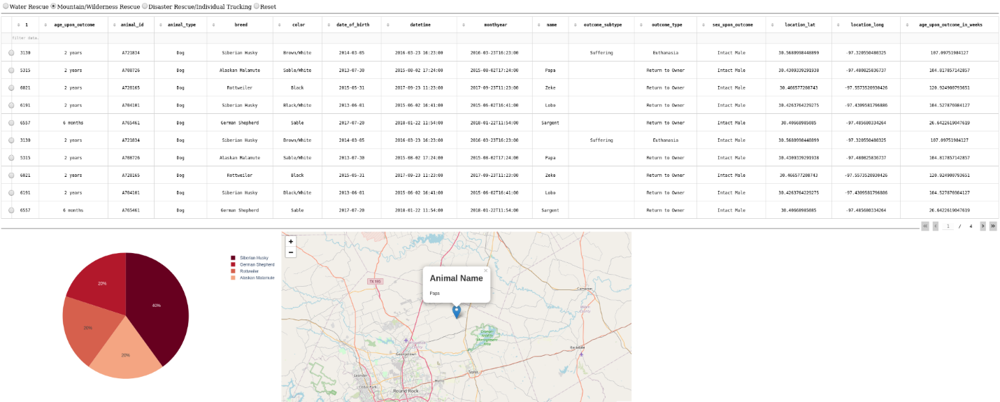 Water Rescue Mountain/Wilderness Rescue Disaster Rescue/Individual Tracking Reset
1 age_upon_outcome animal_id animal_type breed color date_of_birth datetime monthyear name outcome_subtype outcome_type sex_upon_outcome location_lat location_long age_upon_outcome_in_weeks
filter data...
3130 2 years A721834 Dog Siberian Husky Brown/White 2014-03-05 2016-03-23 16:23:00 2016-03-23T16:23:00 Suffering Euthanasia Intact Male 30.5680998448899 -97.320550480325 107.09751984127
5315 2 years A708726 Dog Alaskan Malamute Sable/White 2013-07-30 2015-08-02 17:24:00 2015-08-02T17:24:00 Papa Return to Owner Intact Male 30.4309339291938 -97.480825836737 104.817857142857
6021 2 years A728165 Dog Rottweiler Black 2015-05-31 2017-09-23 11:23:00 2017-09-23T11:23:00 Zeke Return to Owner Intact Male 30.466577208743 -97.5573520930426 120.924900793651
6191 2 years A704101 Dog Siberian Husky Black/White 2013-06-01 2015-06-02 16:41:00 2015-06-02T16:41:00 Lobo Return to Owner Intact Male 30.4263764229275 -97.4309581796886 104.527876984127
6557 6 months A765461 Dog German Shepherd Sable 2017-07-20 2018-01-22 11:54:00 2018-01-22T11:54:00 Sargent Return to Owner Intact Male 30.40668985085 -97.485680334264 26.6422619047619
3130 2 years A721834 Dog Siberian Husky Brown/White 2014-03-05 2016-03-23 16:23:00 2016-03-23T16:23:00 Suffering Euthanasia Intact Male 30.5680998448899 -97.320550480325 107.09751984127
5315 2 years A708726 Dog Alaskan Malamute Sable/White 2013-07-30 2015-08-02 17:24:00 2015-08-02T17:24:00 Papa Return to Owner Intact Male 30.4309339291938 -97.480825836737 104.817857142857
6021 2 years A728165 Dog Rottweiler Black 2015-05-31 2017-09-23 11:23:00 2017-09-23T11:23:00 Zeke Return to Owner Intact Male 30.466577208743 -97.5573520930426 120.924900793651
6191 2 years A704101 Dog Siberian Husky Black/White 2013-06-01 2015-06-02 16:41:00 2015-06-02T16:41:00 Lobo Return to Owner Intact Male 30.4263764229275 -97.4309581796886 104.527876984127
6557 6 months A765461 Dog German Shepherd Sable 2017-07-20 2018-01-22 11:54:00 2018-01-22T11:54:00 Sargent Return to Owner Intact Male 30.40668985085 -97.485680334264 26.6422619047619
« ‹ 1 / 4 › »
40%
20%
20%
20%
Siberian Husky
German Shepherd
Rottweiler
Alaskan Malamute
+
−
×
Animal Name
Papa
TX 195
Cameron
County
Granger
Wildlife
Management
Rockdale
Georgetown
Taylor
Leander
Hutto
Cedar Park
Round Rock